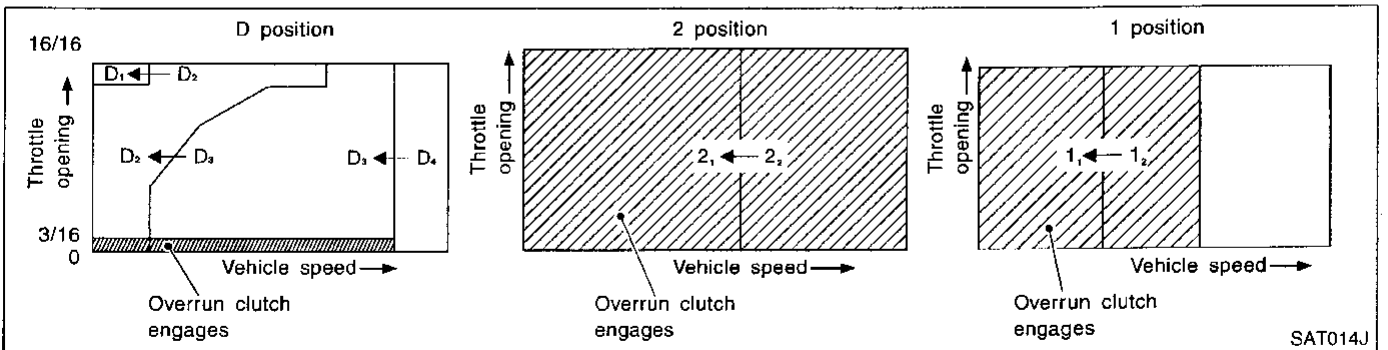 D position
16/16
D₁ ← D₂
Throttle opening →
D₂ ← D₃
D₃ ← D₄
3/16
0
Vehicle speed →
Overrun clutch
engages
2 position
Throttle
opening →
2₁ ← 2₂
Vehicle speed →
Overrun clutch
engages
1 position
Throttle
opening →
1₁ ← 1₂
Vehicle speed →
Overrun clutch
engages
SAT014J